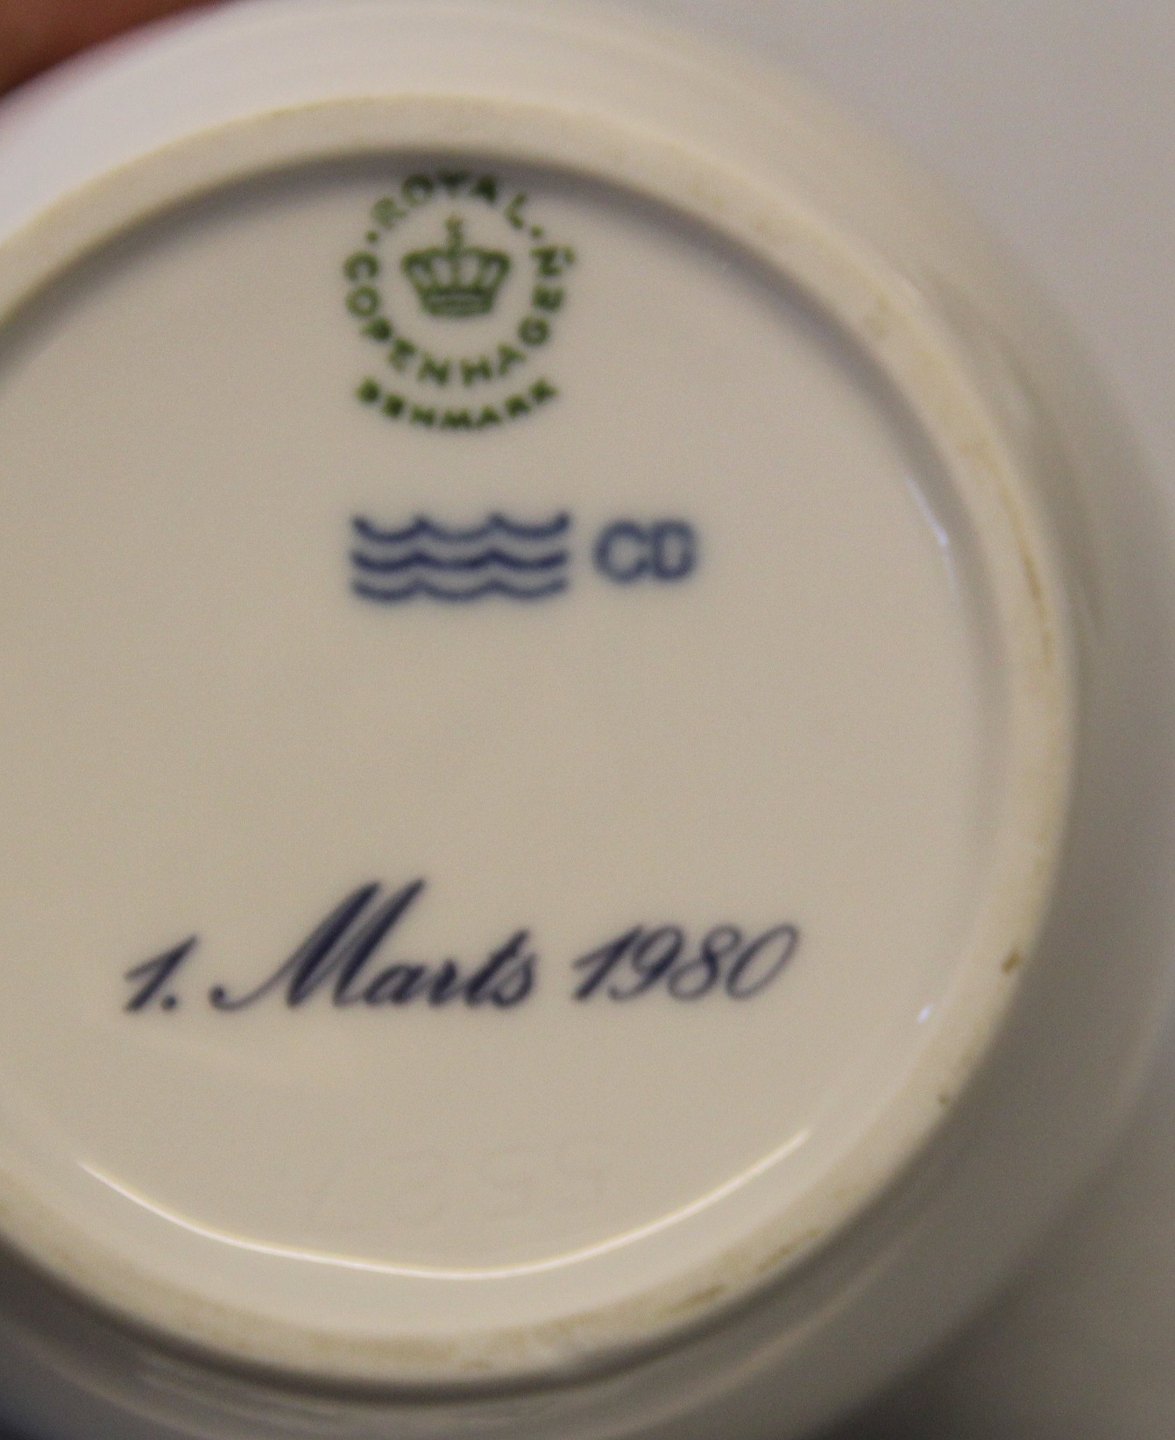 ROYAL
COPENHAGEN
DENMARK
CD
1. Marts 1980